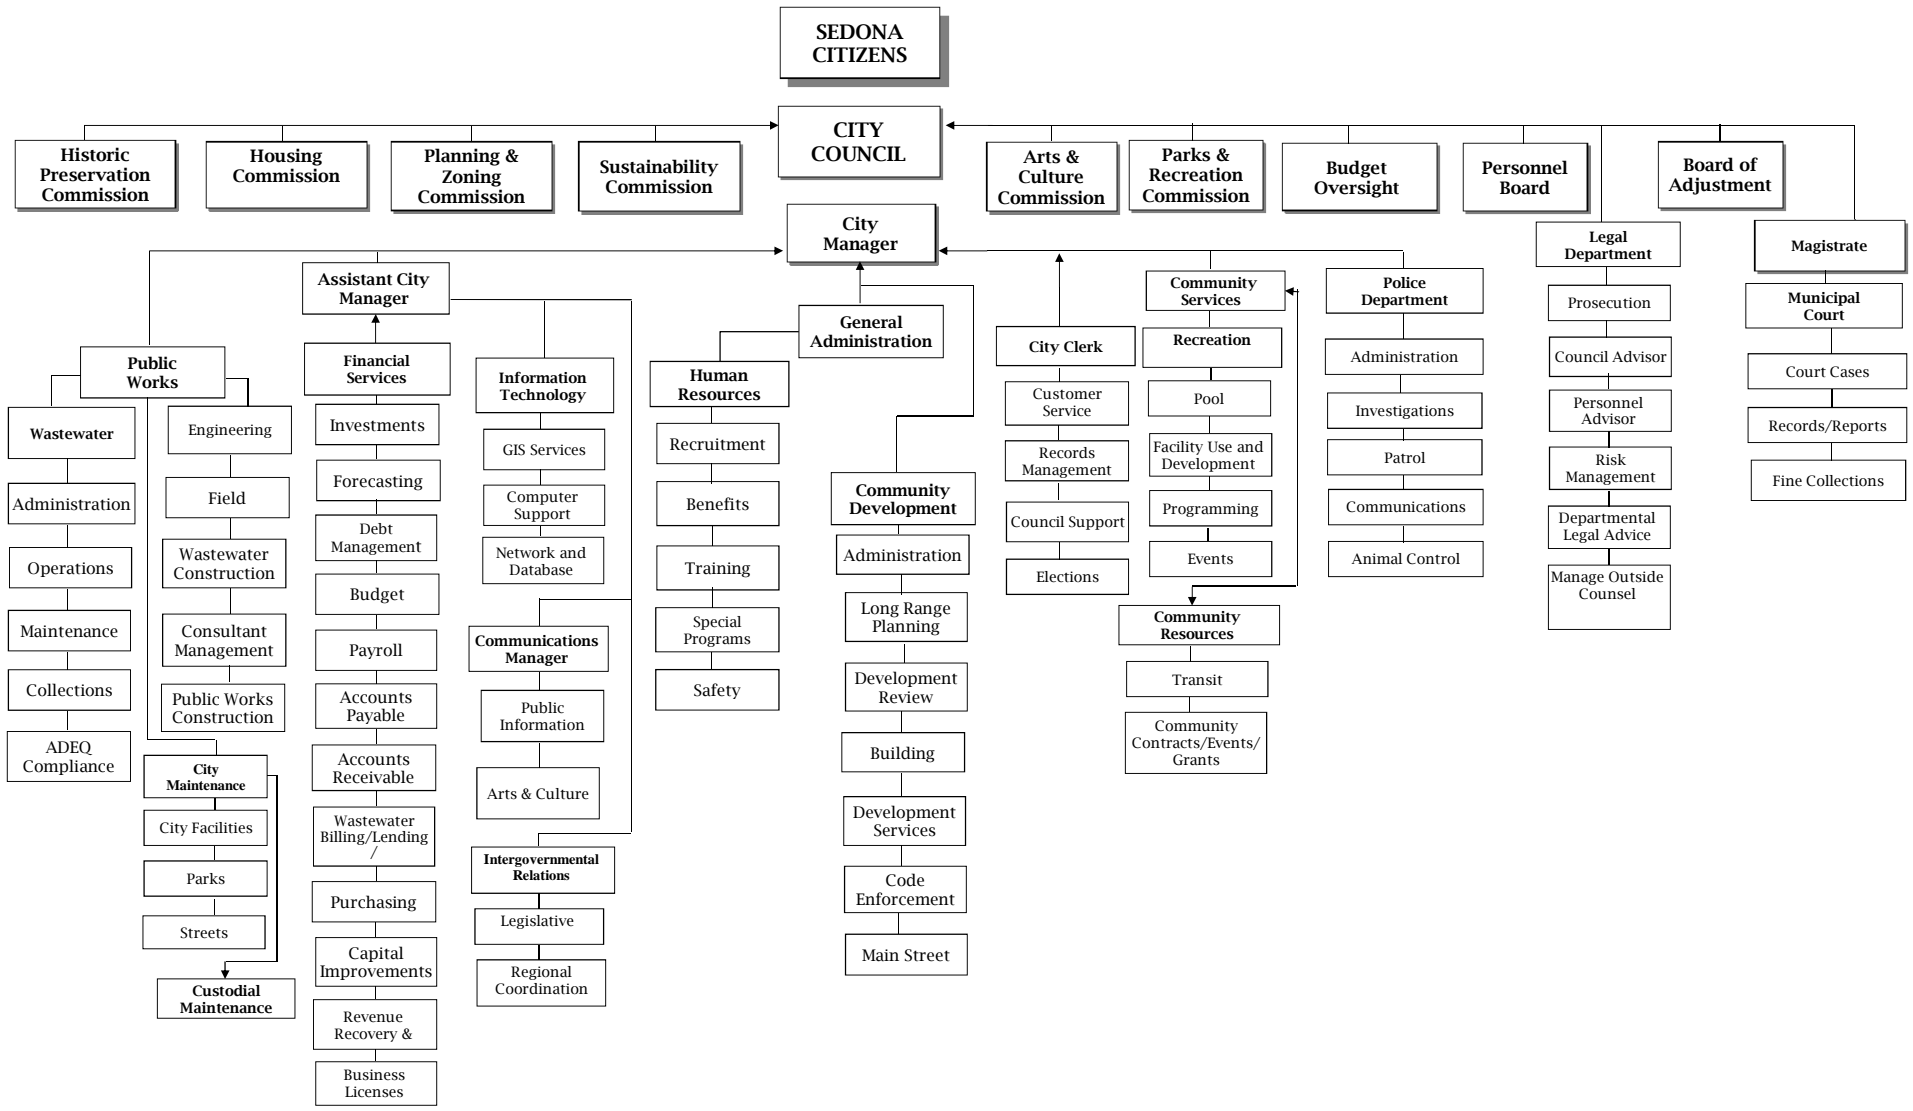 SEDONA
CITIZENS
CITY
COUNCIL
Historic
Preservation
Commission
Housing
Commission
Planning &
Zoning
Commission
Sustainability
Commission
Arts &
Culture
Commission
Parks &
Recreation
Commission
Budget
Oversight
Personnel
Board
Board of
Adjustment
City
Manager
Legal
Department
Magistrate
Assistant City
Manager
Community
Services
Police
Department
General
Administration
City Clerk
Public
Works
Wastewater
Administration
Operations
Maintenance
Collections
ADEQ
Compliance
Engineering
Field
Wastewater
Construction
Consultant
Management
Public Works
Construction
City
Maintenance
City Facilities
Parks
Streets
Custodial
Maintenance
Financial
Services
Investments
Forecasting
Debt
Management
Budget
Payroll
Accounts
Payable
Accounts
Receivable
Wastewater
Billing/Lending
/
Purchasing
Capital
Improvements
Revenue
Recovery &
Business
Licenses
Information
Technology
GIS Services
Computer
Support
Network and
Database
Communications
Manager
Public
Information
Arts & Culture
Intergovernmental
Relations
Legislative
Regional
Coordination
Human
Resources
Recruitment
Benefits
Training
Special
Programs
Safety
Community
Development
Administration
Long Range
Planning
Development
Review
Building
Development
Services
Code
Enforcement
Main Street
Customer
Service
Records
Management
Council Support
Elections
Recreation
Pool
Facility Use and
Development
Programming
Events
Community
Resources
Transit
Community
Contracts/Events/
Grants
Administration
Investigations
Patrol
Communications
Animal Control
Prosecution
Council Advisor
Personnel
Advisor
Risk
Management
Departmental
Legal Advice
Manage Outside
Counsel
Municipal
Court
Court Cases
Records/Reports
Fine Collections